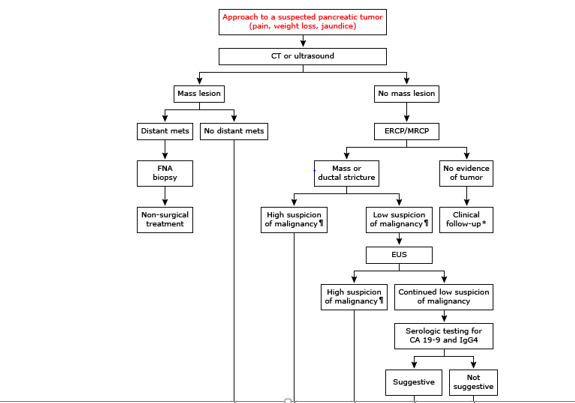 Approach to a suspected pancreatic tumor
(pain, weight loss, jaundice)
CT or ultrasound
Mass lesion
No mass lesion
Distant mets
No distant mets
ERCP/MRCP
FNA
biopsy
Mass or
ductal stricture
No evidence
of tumor
Non-surgical
treatment
High suspicion
of malignancy¶
Low suspicion
of malignancy¶
Clinical
follow-up*
EUS
High suspicion
of malignancy¶
Continued low suspicion
of malignancy
Serologic testing for
CA 19-9 and IgG4
Suggestive
Not
suggestive